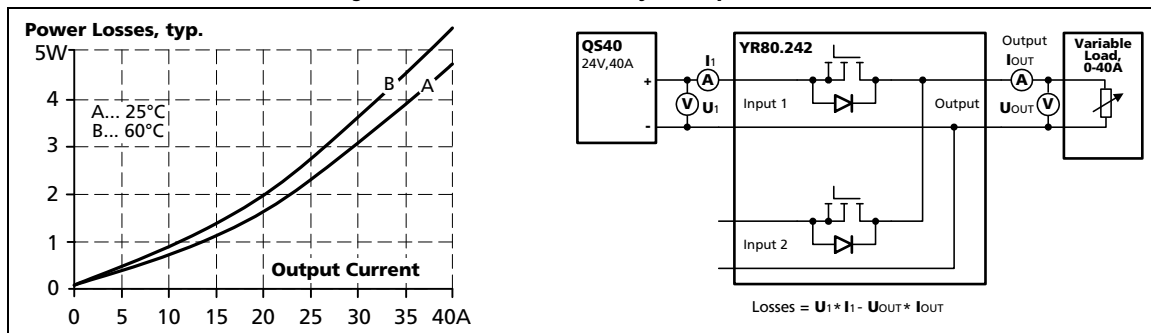 Power Losses, typ.
5W
4
3
2
1
0
A... 25°C
B... 60°C
B
A
Output Current
0 5 10 15 20 25 30 35 40A
QS40
24V,40A
+
-
I1
A
V U1
YR80.242
Input 1
Output
Input 2
Output
IOUT
A
UOUT V
Variable
Load,
0-40A
Losses = U1* I1- UOUT* IOUT